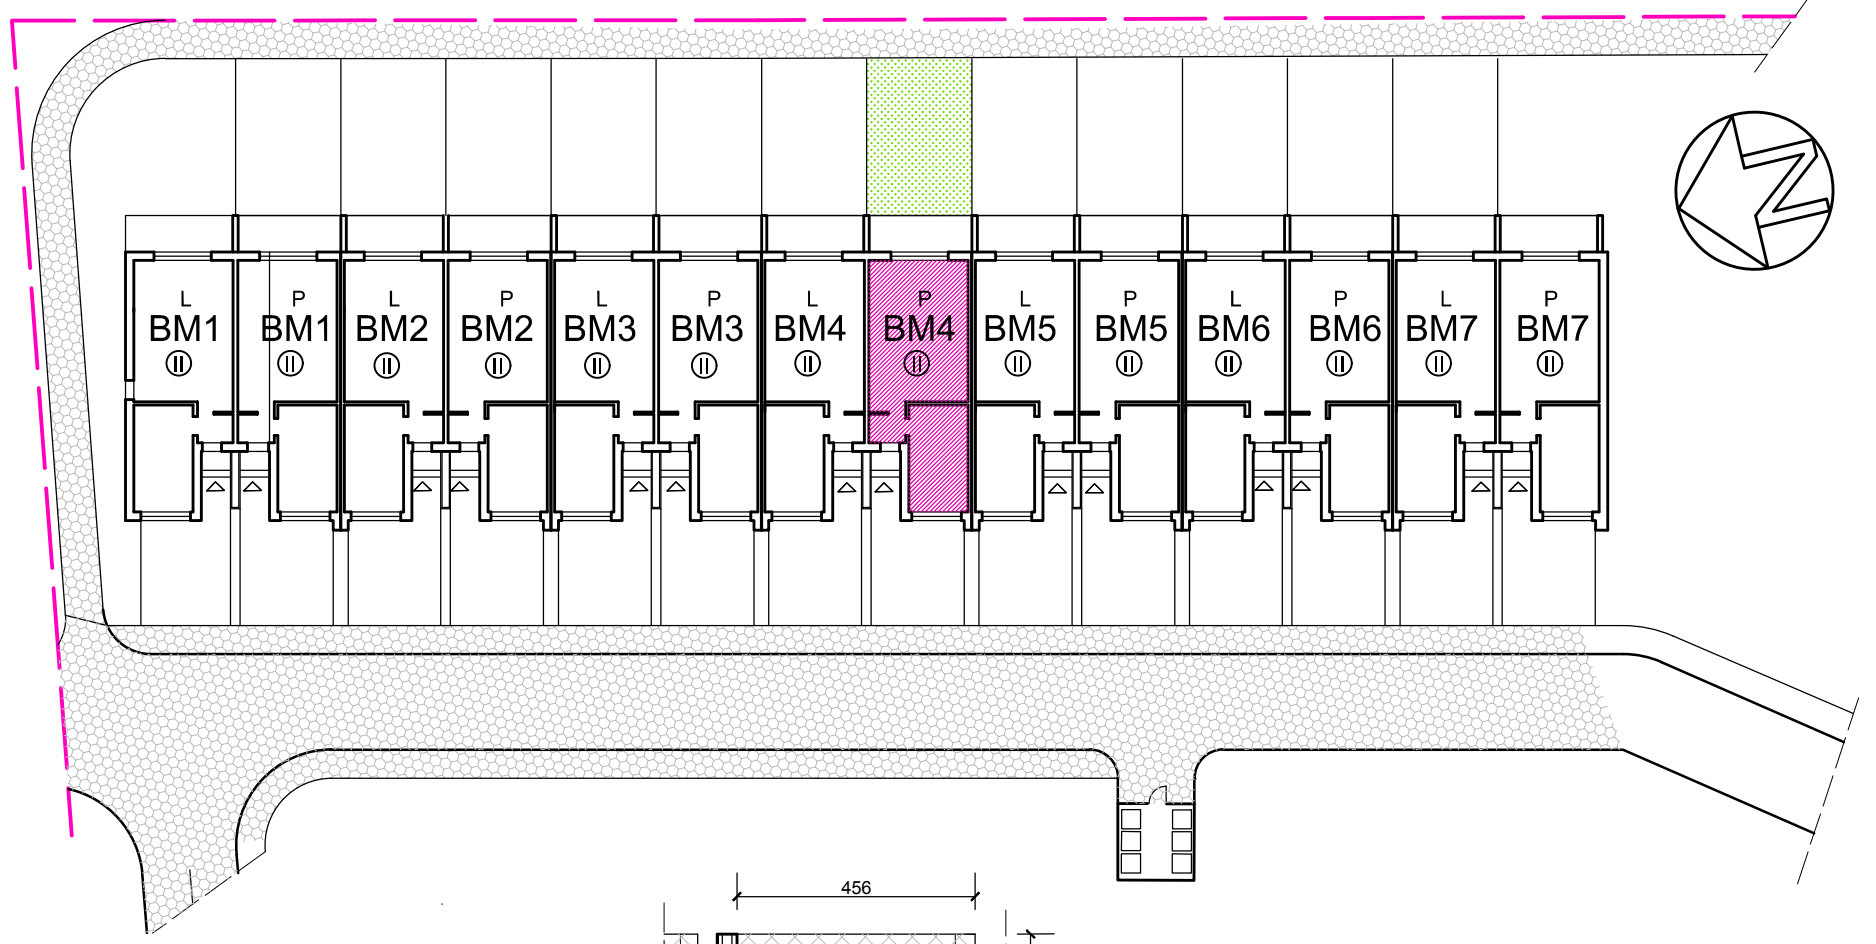 L P L P L P L P L P L P L P
BM1 BM1 BM2 BM2 BM3 BM3 BM4 BM4 BM5 BM5 BM6 BM6 BM7 BM7
II II II II II II II II II II II II II II
N
456